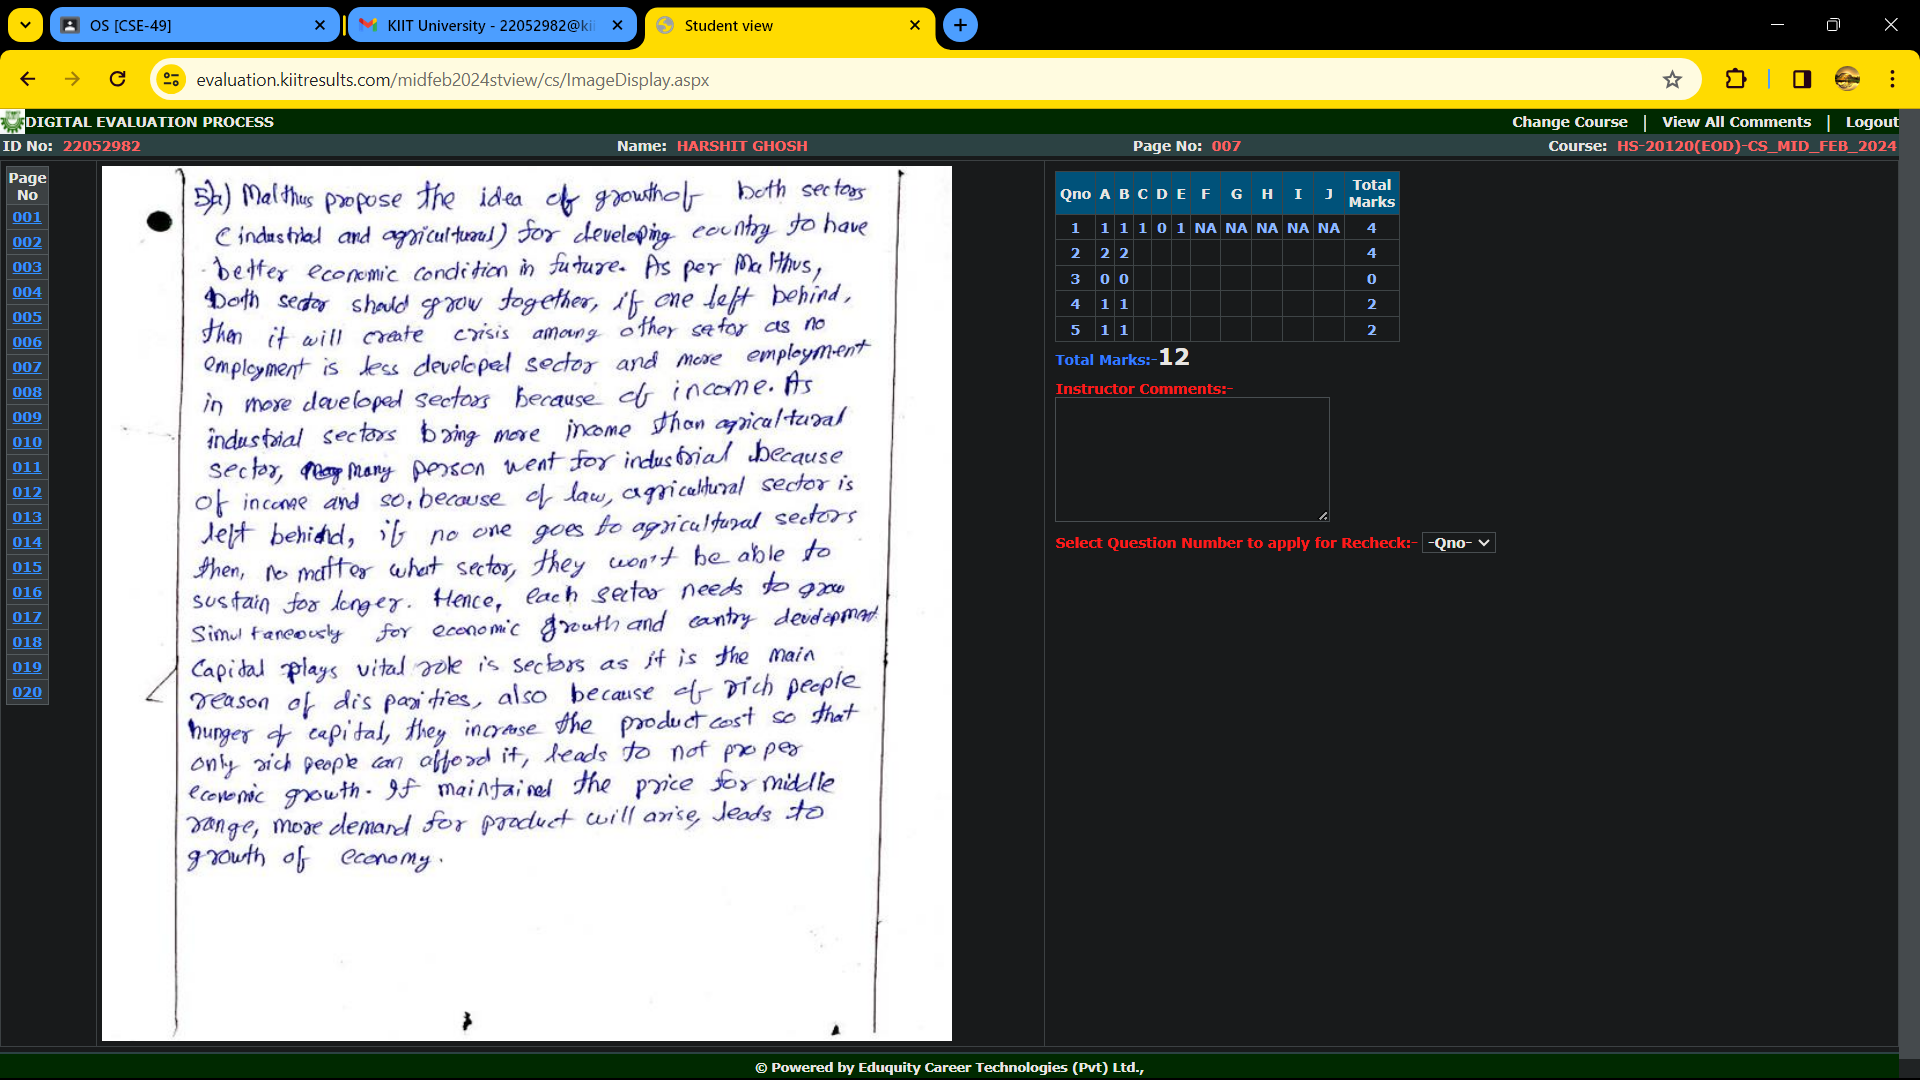 OS [CSE-49]
KIIT University - 22052982@ki
Student view
evaluation.kiitresults.com/midfeb2024stview/cs/ImageDisplay.aspx
DIGITAL EVALUATION PROCESS
Change Course | View All Comments | Logout
ID No: 22052982 Name: HARSHIT GHOSH Page No: 007 Course: HS-20120(EOD)-CS_MID_FEB_2024
Page No
001
002
003
004
005
006
007
008
009
010
011
012
013
014
015
016
017
018
019
020
5)a) Malthus propose the idea of growth of both sectors
(industrial and agricultural) for developing country to have
better economic condition in future. As per Malthus,
both sector should grow together, if one left behind,
then it will create crisis among other setor as no
employment is less developed sector and more employment
in more developed sectors because of income. As
industrial sectors bring more income than agricultural
sector, many person went for industrial because
of income and so, because of law, agricultural sector is
left behind, if no one goes to agricultural sectors
then, no matter what sector, they won't be able to
sustain for longer. Hence, each sector needs to grow
simultaneously for economic growth and cantry development
Capital plays vital role is sectors as it is the main
reason of disparities, also because of rich people
hunger of capital, they increase the product cost so that
only rich people can afford it, leads to not proper
economic growth. If maintained the price for middle
range, more demand for product will arise, leads to
growth of economy.
Qno A B C D E F G H I J Total Marks
1 1 1 1 0 1 NA NA NA NA NA 4
2 2 2 4
3 0 0 0
4 1 1 2
5 1 1 2
Total Marks:-12
Instructor Comments:-
Select Question Number to apply for Recheck:- -Qno-
© Powered by Eduquity Career Technologies (Pvt) Ltd.,